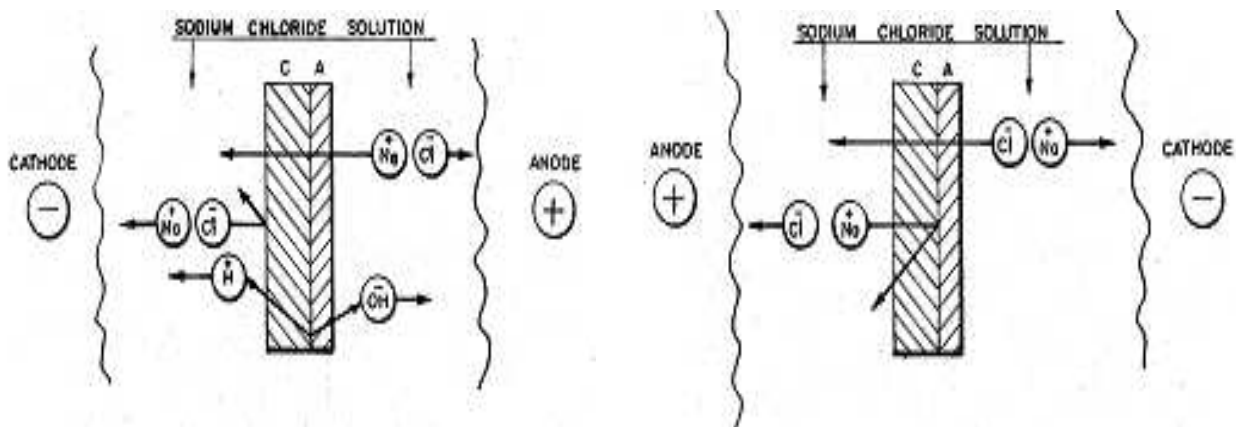 SODIUM CHLORIDE SOLUTION
C A
+ Na − Cl
CATHODE
−
ANODE
+
+ Na − Cl
+ H
− OH
SODIUM CHLORIDE SOLUTION
C A
− Cl + Na
ANODE
+
CATHODE
−
− Cl + Na